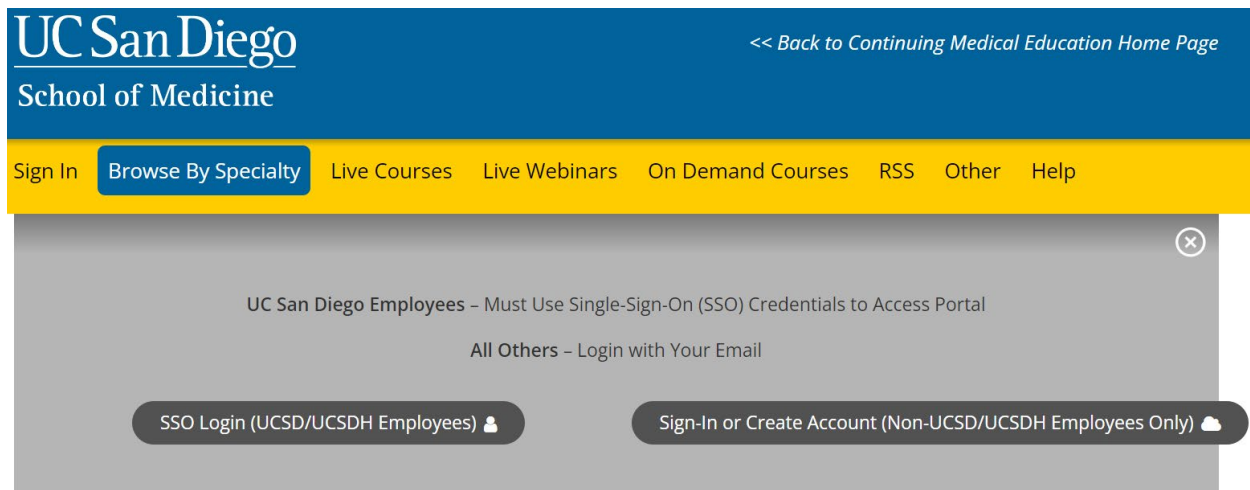 UC San Diego
School of Medicine
<< Back to Continuing Medical Education Home Page
Sign In Browse By Specialty Live Courses Live Webinars On Demand Courses RSS Other Help
UC San Diego Employees – Must Use Single-Sign-On (SSO) Credentials to Access Portal
All Others – Login with Your Email
SSO Login (UCSD/UCSDH Employees)
Sign-In or Create Account (Non-UCSD/UCSDH Employees Only)